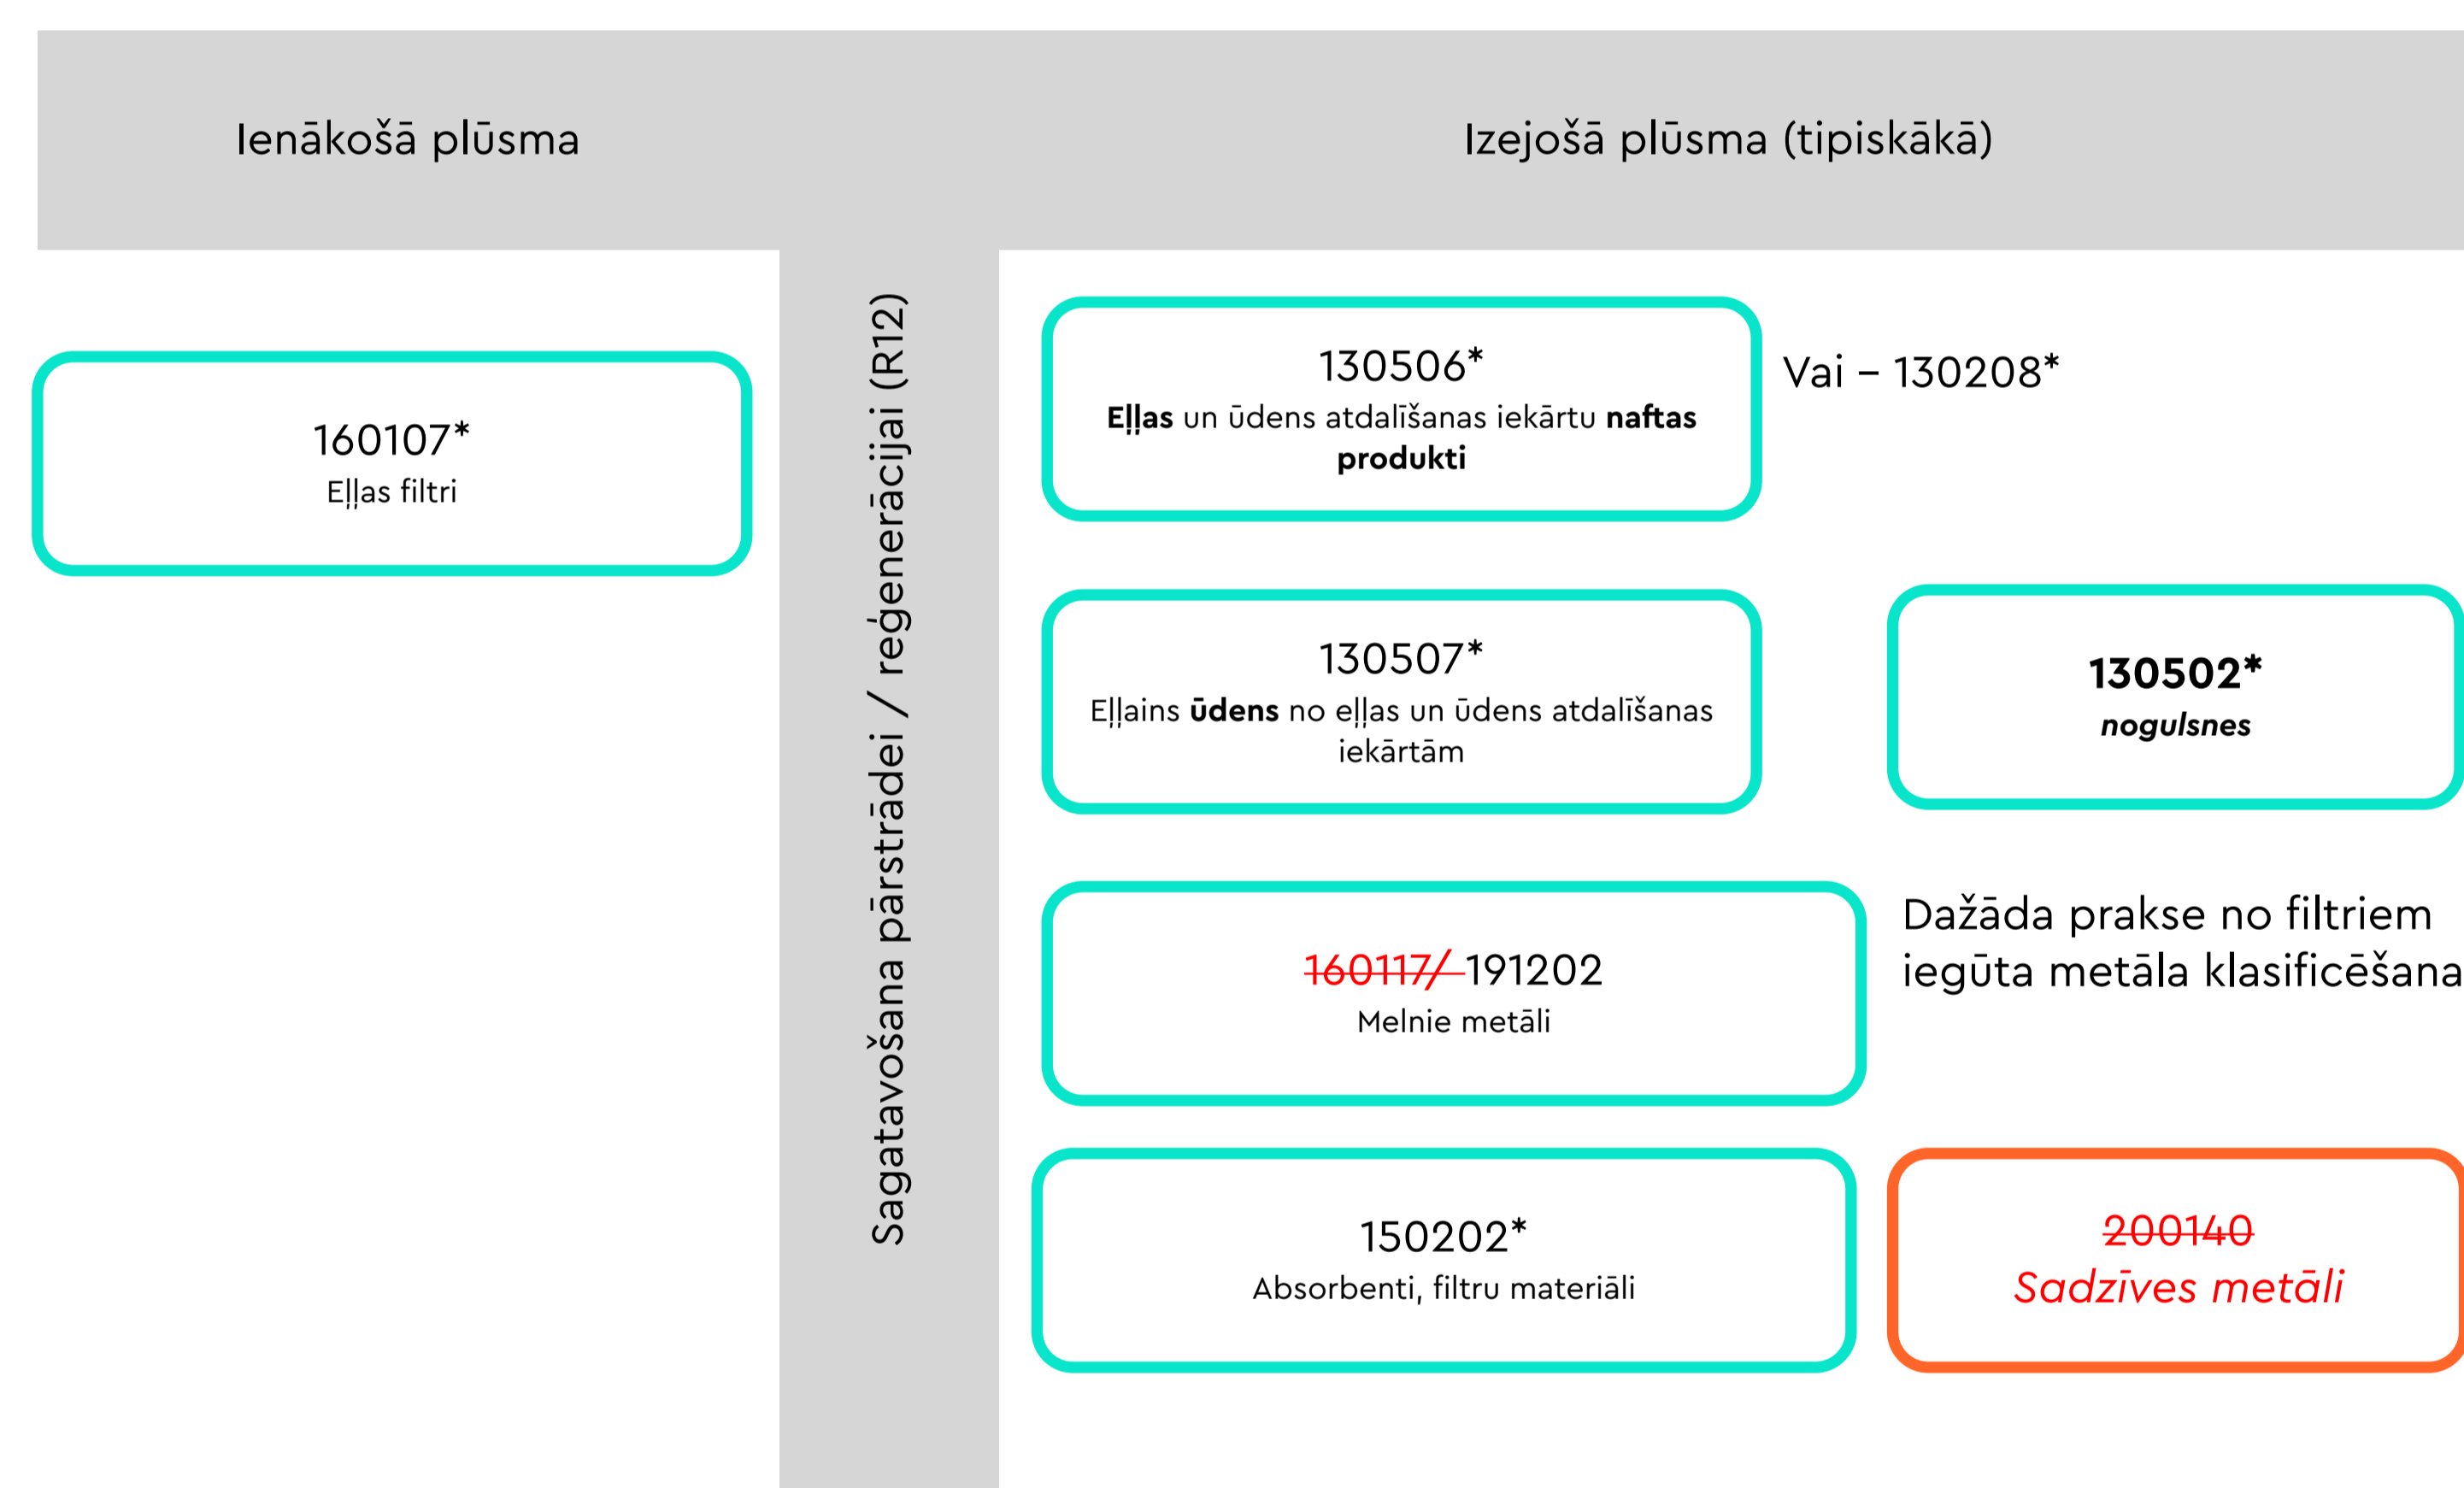 Ienākošā plūsma
Izejošā plūsma (tipiskākā)
160107*
Eļļas filtri
Sagatavošana pārstrādei / reģenerācijai (R12)
130506*
Eļļas un ūdens atdalīšanas iekārtu naftas
produkti
Vai – 130208*
130507*
Eļļains ūdens no eļļas un ūdens atdalīšanas
iekārtām
130502*
nogulsnes
160117/ 191202
Melnie metāli
Dažāda prakse no filtriem
iegūta metāla klasificēšana
150202*
Absorbenti, filtru materiāli
200140
Sadzīves metāli